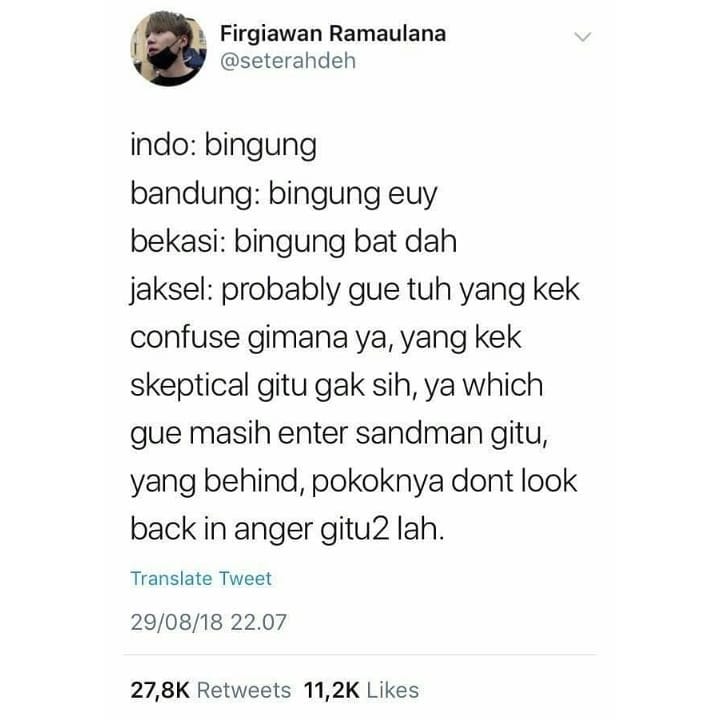 Firgiawan Ramaulana
@seterahdeh
indo: bingung
bandung: bingung euy
bekasi: bingung bat dah
jaksel: probably gue tuh yang kek
confuse gimana ya, yang kek
skeptical gitu gak sih, ya which
gue masih enter sandman gitu,
yang behind, pokoknya dont look
back in anger gitu2 lah.
Translate Tweet
29/08/18 22.07
27,8K Retweets 11,2K Likes